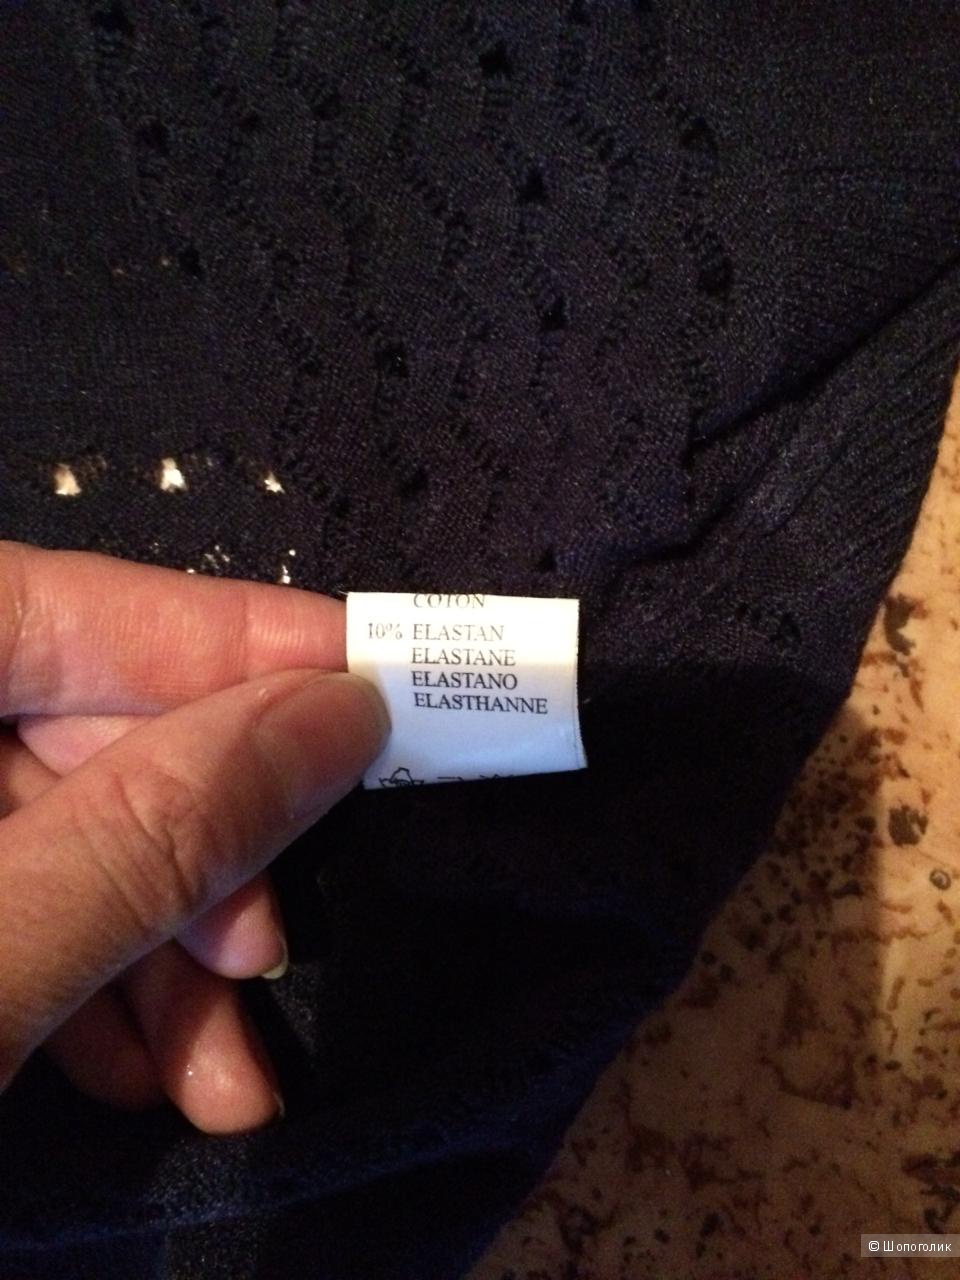 COTON
10% ELASTAN
ELASTANE
ELASTANO
ELASTHANNE
© Шопоголик